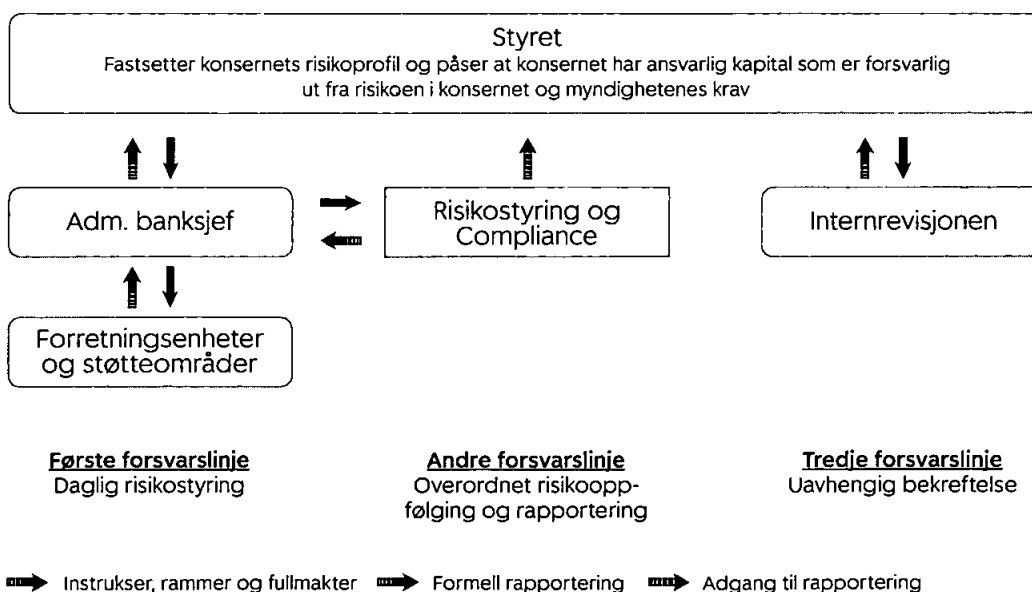 Styret
Fastsetter konsernets risikoprofil og påser at konsernet har ansvarlig kapital som er forsvarlig
ut fra risikoen i konsernet og myndighetenes krav
Adm. banksjef
Risikostyring og
Compliance
Internrevisjonen
Forretningsenheter
og støtteområder
Første forsvarslinje
Daglig risikostyring
Andre forsvarslinje
Overordnet risikoopp-
følging og rapportering
Tredje forsvarslinje
Uavhengig bekreftelse
Instrukser, rammer og fullmakter
Formell rapportering
Adgang til rapportering